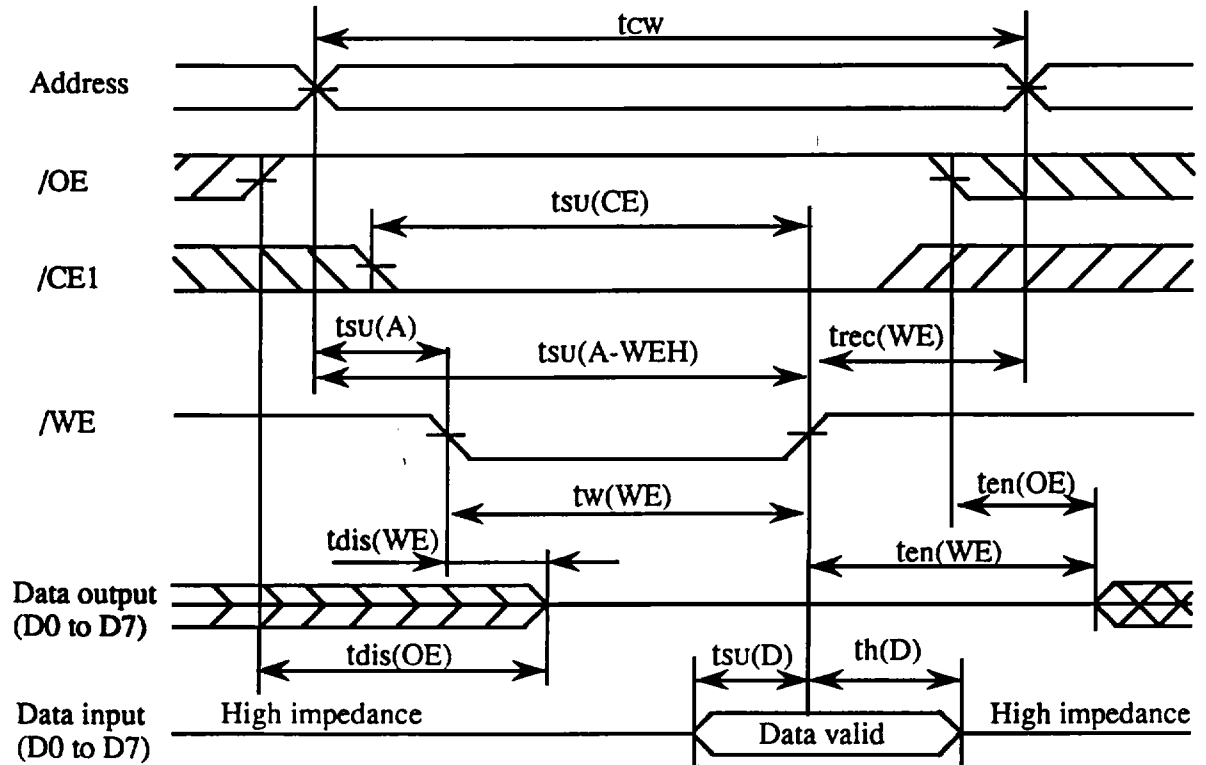 tCW
Address
/OE
tSU(CE)
/CE1
tSU(A)
tSU(A-WEH)
trec(WE)
/WE
tw(WE)
ten(OE)
tdis(WE)
ten(WE)
Data output
(D0 to D7)
tdis(OE)
tSU(D)
th(D)
Data input
(D0 to D7)
High impedance
Data valid
High impedance